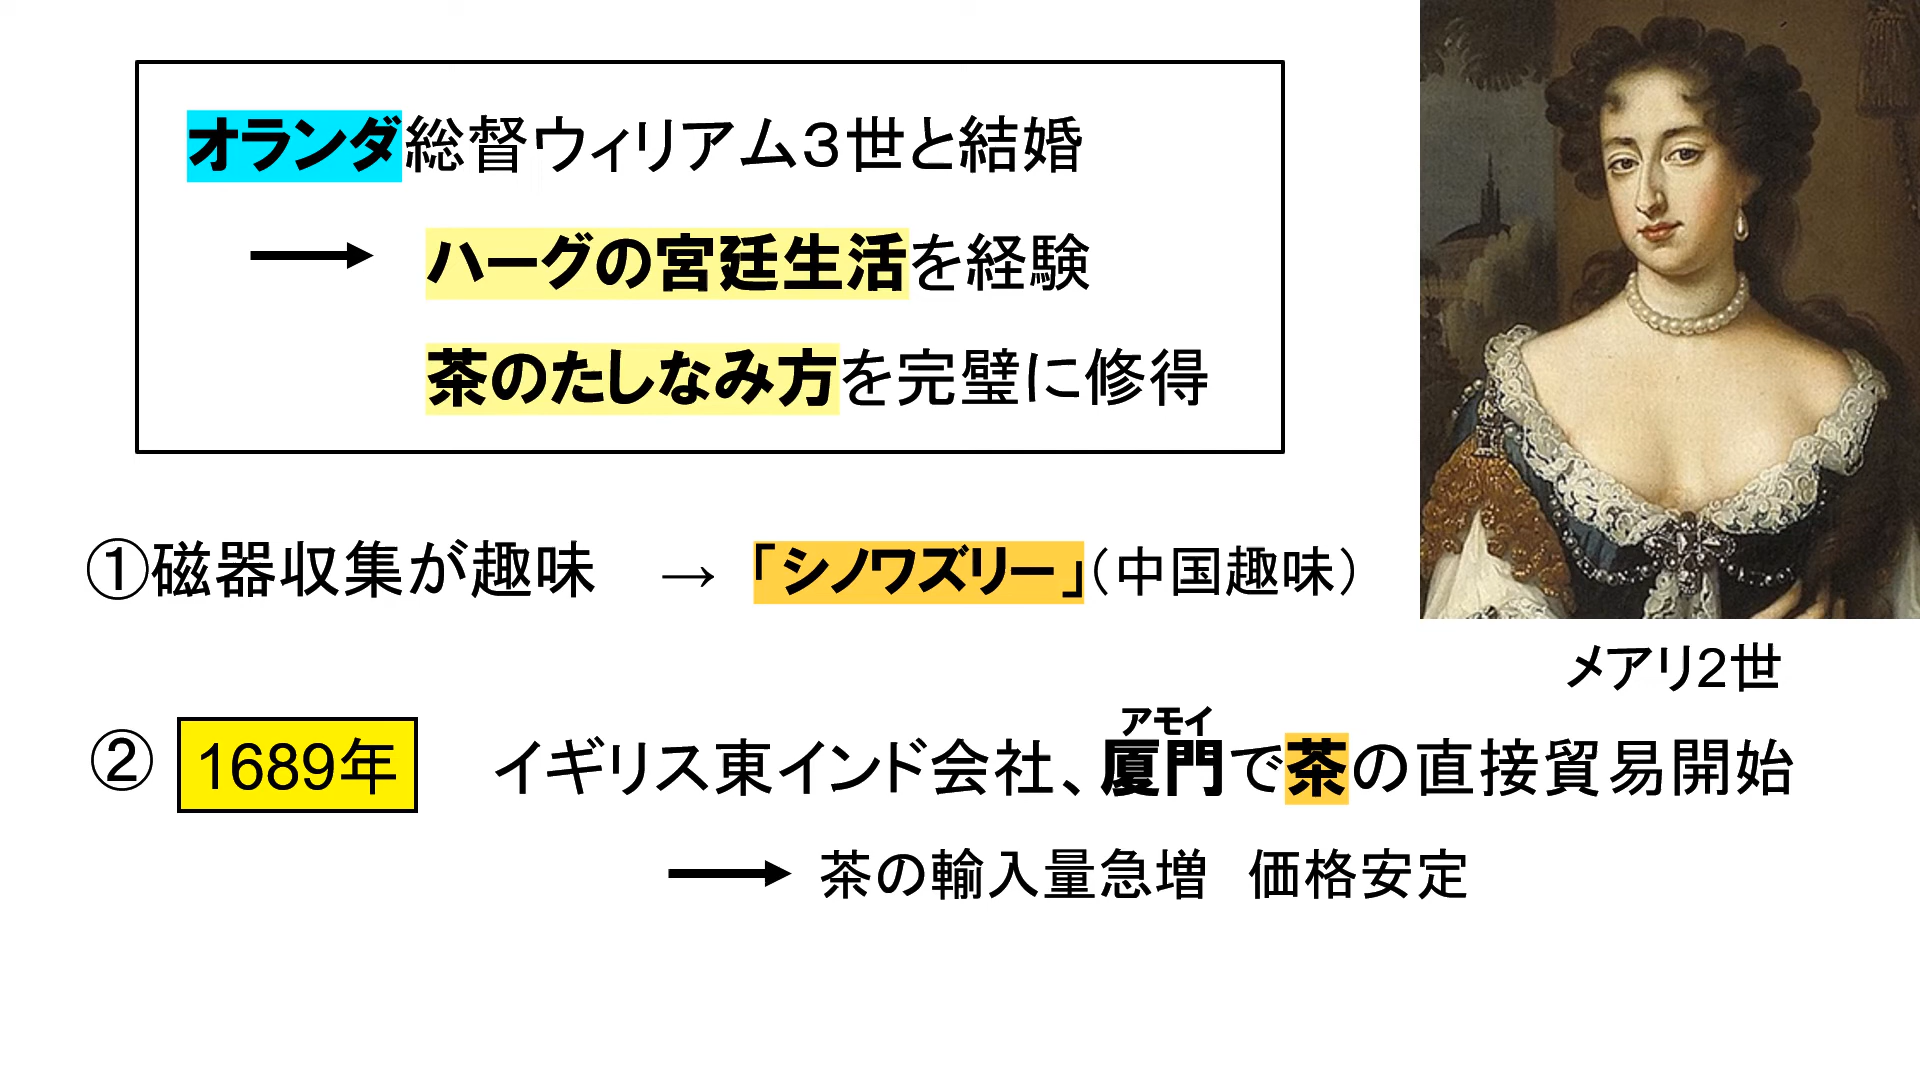 オランダ総督ウィリアム3世と結婚
→ ハーグの宮廷生活を経験
茶のたしなみ方を完璧に修得
①磁器収集が趣味 → 「シノワズリー」(中国趣味)
メアリ2世
アモイ
② 1689年 イギリス東インド会社、厦門で茶の直接貿易開始
→ 茶の輸入量急増 価格安定